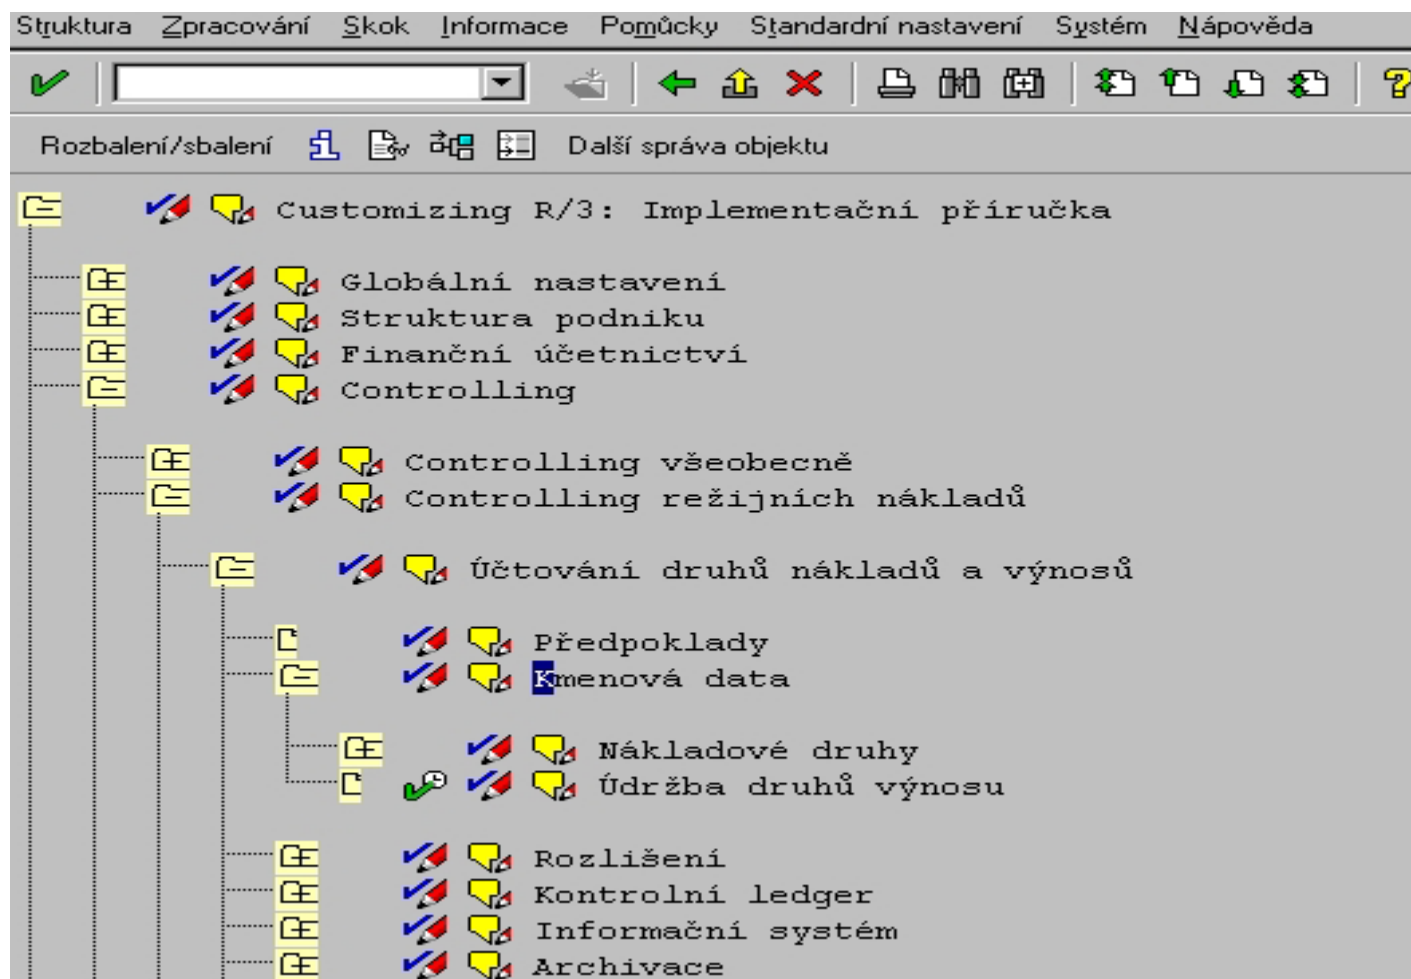 Struktura Zpracování Skok Informace Pomůcky Standardní nastavení Systém Nápověda
Rozbalení/sbalení Další správa objektu
Customizing R/3: Implementační příručka
Globální nastavení
Struktura podniku
Finanční účetnictví
Controlling
Controlling všeobecně
Controlling režijních nákladů
Účtování druhů nákladů a výnosů
Předpoklady
Kmenová data
Nákladové druhy
Údržba druhů výnosu
Rozlišení
Kontrolní ledger
Informační systém
Archivace